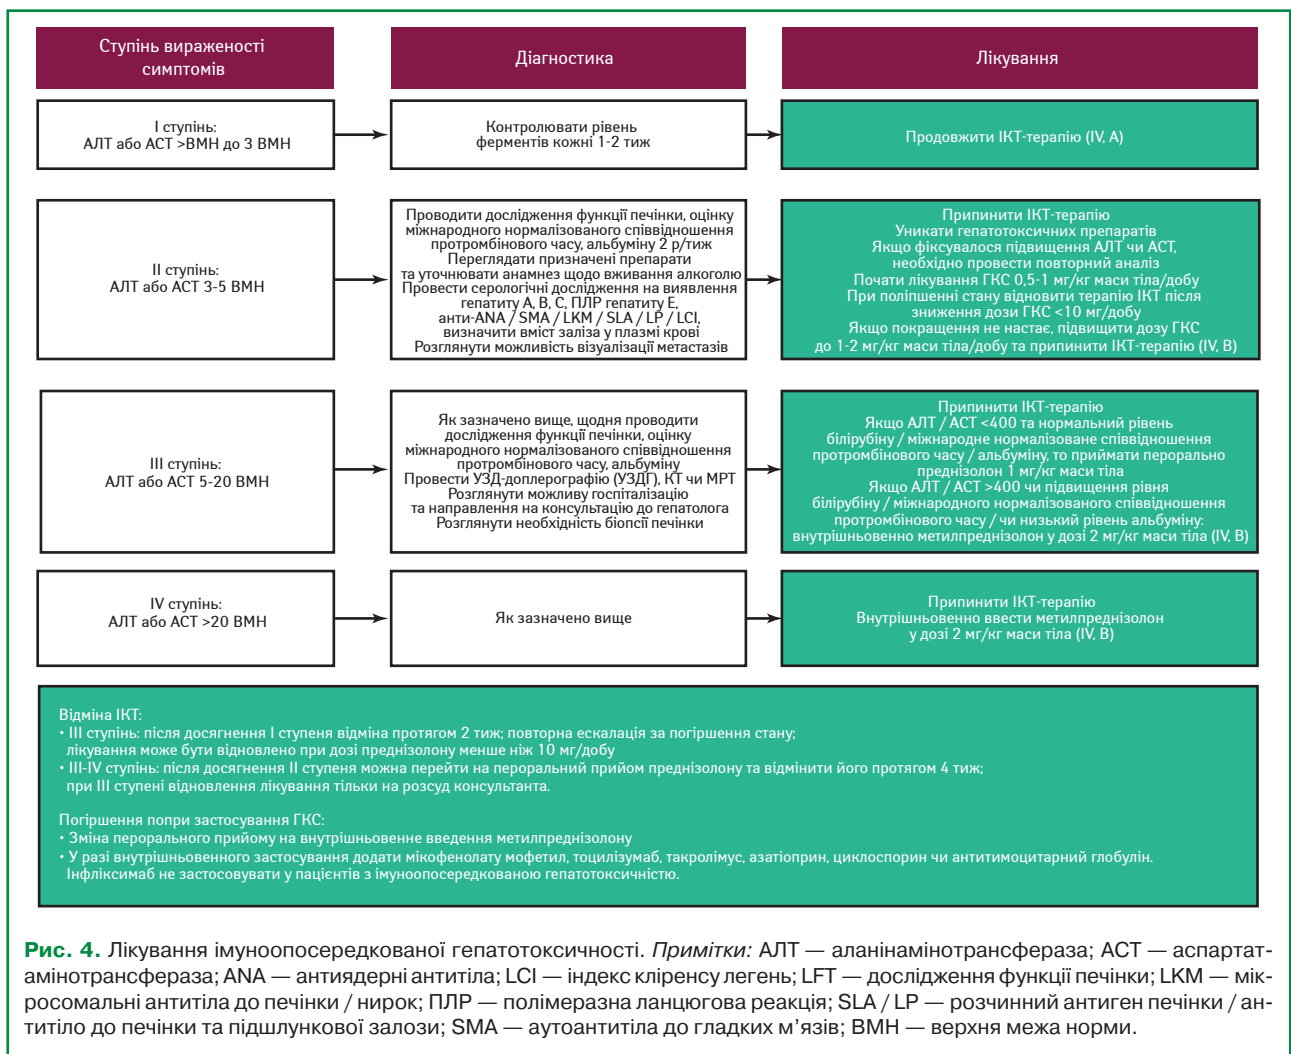 Ступінь вираженості
симптомів
Діагностика
Лікування
I ступінь:
АЛТ або АСТ >ВМН до 3 ВМН
Контролювати рівень
ферментів кожні 1-2 тиж
Продовжити ІКТ-терапію (IV, A)
II ступінь:
АЛТ або АСТ 3-5 ВМН
Проводити дослідження функції печінки, оцінку
міжнародного нормалізованого співвідношення
протромбінового часу, альбуміну 2 р/тиж
Переглядати призначені препарати
та уточнювати анамнез щодо вживання алкоголю
Провести серологічні дослідження на виявлення
гепатиту А, В, С, ПЛР гепатиту Е,
анти-ANA / SMA / LKM / SLA / LP / LCI,
визначити вміст заліза у плазмі крові
Розглянути можливість візуалізації метастазів
Припинити ІКТ-терапію
Уникати гепатотоксичних препаратів
Якщо фіксувалося підвищення АЛТ чи АСТ,
необхідно провести повторний аналіз
Почати лікування ГКС 0,5-1 мг/кг маси тіла/добу
При поліпшенні стану відновити терапію ІКТ після
зниження дози ГКС <10 мг/добу
Якщо покращення не настає, підвищити дозу ГКС
до 1-2 мг/кг маси тіла/добу та припинити ІКТ-терапію (IV, B)
III ступінь:
АЛТ або АСТ 5-20 ВМН
Як зазначено вище, щодня проводити
дослідження функції печінки, оцінку
міжнародного нормалізованого співвідношення
протромбінового часу, альбуміну
Провести УЗД-доплерографію (УЗДГ), КТ чи МРТ
Розглянути можливу госпіталізацію
та направлення на консультацію до гепатолога
Розглянути необхідність біопсії печінки
Припинити ІКТ-терапію
Якщо АЛТ / АСТ <400 та нормальний рівень
білірубіну / міжнародне нормалізоване співвідношення
протромбінового часу / альбуміну, то приймати перорально
преднізолон 1 мг/кг маси тіла
Якщо АЛТ / АСТ >400 чи підвищення рівня
білірубіну / міжнародного нормалізованого співвідношення
протромбінового часу / чи низький рівень альбуміну:
внутрішньовенно метилпреднізолон у дозі 2 мг/кг маси тіла (IV, B)
IV ступінь:
АЛТ або АСТ >20 ВМН
Як зазначено вище
Припинити ІКТ-терапію
Внутрішньовенно ввести метилпреднізолон
у дозі 2 мг/кг маси тіла (IV, B)
Відміна ІКТ:
• III ступінь: після досягнення I ступеня відміна протягом 2 тиж; повторна ескалація за погіршення стану;
лікування може бути відновлено при дозі преднізолону менше ніж 10 мг/добу
• III-IV ступінь: після досягнення II ступеня можна перейти на пероральний прийом преднізолону та відмінити його протягом 4 тиж;
при III ступені відновлення лікування тільки на розсуд консультанта.
Погіршення попри застосування ГКС:
• Зміна перорального прийому на внутрішньовенне введення метилпреднізолону
• У разі внутрішньовенного застосування додати мікофенолату мофетил, тоцилізумаб, такролімус, азатіоприн, циклоспорин чи антитимоцитарний глобулін.
Інфліксимаб не застосовувати у пацієнтів з імуноопосередкованою гепатотоксичністю.
Рис. 4. Лікування імуноопосередкованої гепатотоксичності. Примітки: АЛТ — аланінамінотрансфераза; АСТ — аспартат-
амінотрансфераза; ANA — антиядерні антитіла; LCI — індекс кліренсу легень; LFT — дослідження функції печінки; LKM — мік-
росомальні антитіла до печінки / нирок; ПЛР — полімеразна ланцюгова реакція; SLA / LP — розчинний антиген печінки / ан-
титіло до печінки та підшлункової залози; SMA — аутоантитіла до гладких м’язів; ВМН — верхня межа норми.